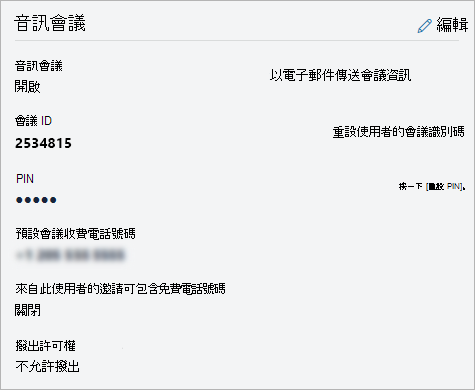 音訊會議
編輯
音訊會議
開啟
以電子郵件傳送會議資訊
會議 ID
2534815
重設使用者的會議識別碼
PIN
●●●●●
按一下 [重設 PIN]。
預設會議收費電話號碼
來自此使用者的邀請可包含免費電話號碼
關閉
撥出許可權
不允許撥出